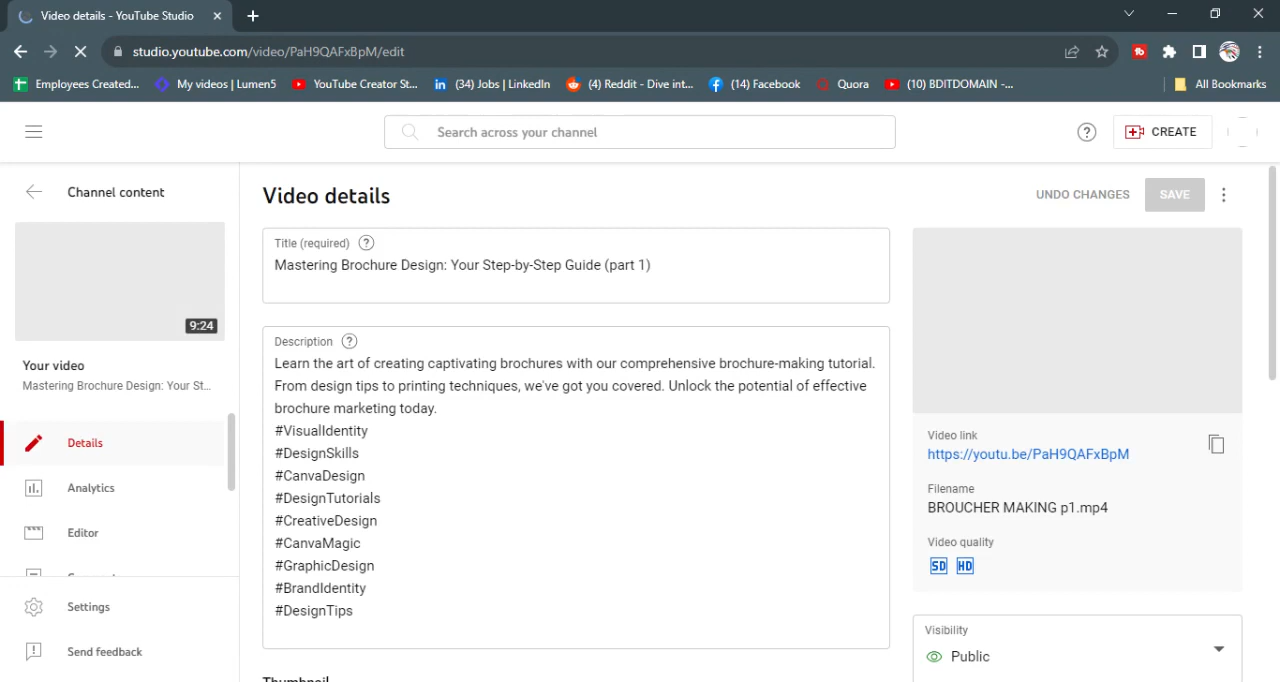 Video details - YouTube Studio
studio.youtube.com/video/PaH9QAFxBpM/edit
Employees Created...
My videos | Lumen5
YouTube Creator St...
(34) Jobs | LinkedIn
(4) Reddit - Dive int...
(14) Facebook
Quora
(10) BDITDOMAIN -...
All Bookmarks
Search across your channel
CREATE
Channel content
9:24
Your video
Mastering Brochure Design: Your St...
Details
Analytics
Editor
Settings
Send feedback
Video details
UNDO CHANGES
SAVE
Title (required)
Mastering Brochure Design: Your Step-by-Step Guide (part 1)
Description
Learn the art of creating captivating brochures with our comprehensive brochure-making tutorial.
From design tips to printing techniques, we've got you covered. Unlock the potential of effective
brochure marketing today.
#VisualIdentity
#DesignSkills
#CanvaDesign
#DesignTutorials
#CreativeDesign
#CanvaMagic
#GraphicDesign
#BrandIdentity
#DesignTips
Thumbnail
Video link
https://youtu.be/PaH9QAFxBpM
Filename
BROUCHER MAKING p1.mp4
Video quality
SD HD
Visibility
Public